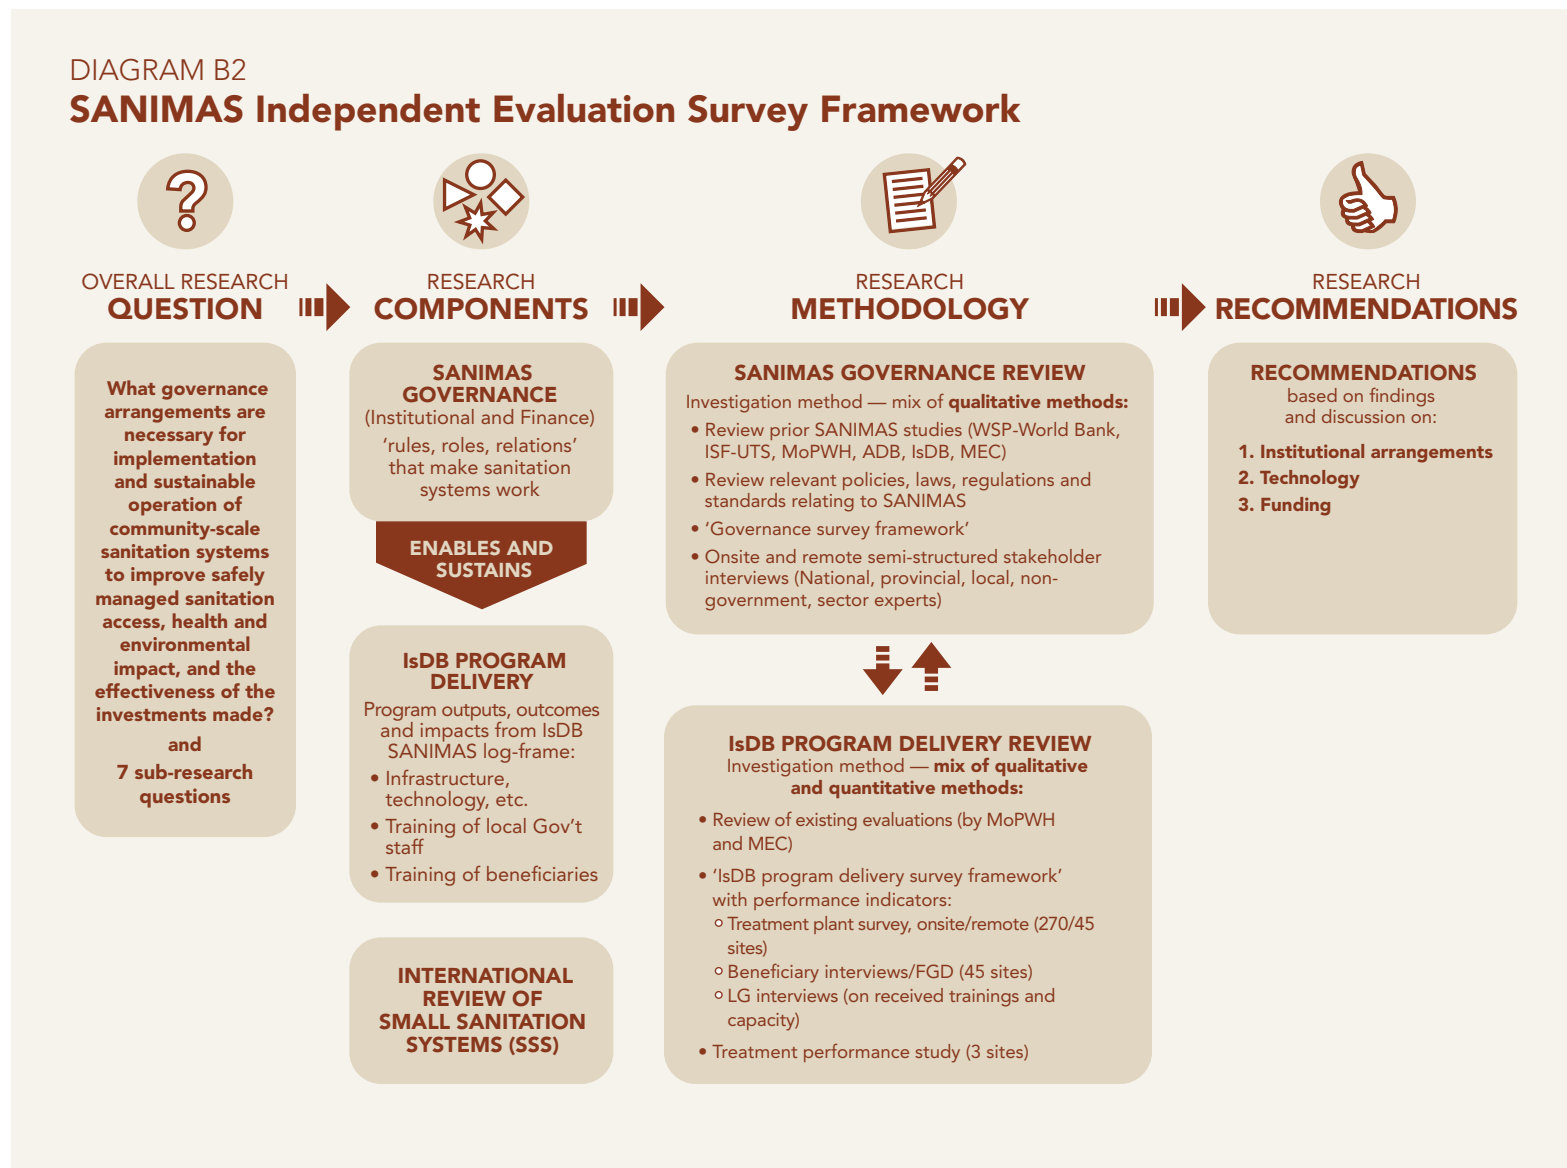 DIAGRAM B2
SANIMAS Independent Evaluation Survey Framework
OVERALL RESEARCH
QUESTION
What governance
arrangements are
necessary for
implementation
and sustainable
operation of
community-scale
sanitation systems
to improve safely
managed sanitation
access, health and
environmental
impact, and the
effectiveness of the
investments made?
and
7 sub-research
questions
RESEARCH
COMPONENTS
SANIMAS
GOVERNANCE
(Institutional and Finance)
‘rules, roles, relations’
that make sanitation
systems work
ENABLES AND
SUSTAINS
IsDB PROGRAM
DELIVERY
Program outputs, outcomes
and impacts from IsDB
SANIMAS log-frame:
• Infrastructure,
technology, etc.
• Training of local Gov’t
staff
• Training of beneficiaries
INTERNATIONAL
REVIEW OF
SMALL SANITATION
SYSTEMS (SSS)
RESEARCH
METHODOLOGY
SANIMAS GOVERNANCE REVIEW
Investigation method — mix of qualitative methods:
• Review prior SANIMAS studies (WSP-World Bank,
ISF-UTS, MoPWH, ADB, IsDB, MEC)
• Review relevant policies, laws, regulations and
standards relating to SANIMAS
• ‘Governance survey framework’
• Onsite and remote semi-structured stakeholder
interviews (National, provincial, local, non-
government, sector experts)
IsDB PROGRAM DELIVERY REVIEW
Investigation method — mix of qualitative
and quantitative methods:
• Review of existing evaluations (by MoPWH
and MEC)
• ‘IsDB program delivery survey framework’
with performance indicators:
○ Treatment plant survey, onsite/remote (270/45
sites)
○ Beneficiary interviews/FGD (45 sites)
○ LG interviews (on received trainings and
capacity)
• Treatment performance study (3 sites)
RESEARCH
RECOMMENDATIONS
RECOMMENDATIONS
based on findings
and discussion on:
1. Institutional arrangements
2. Technology
3. Funding